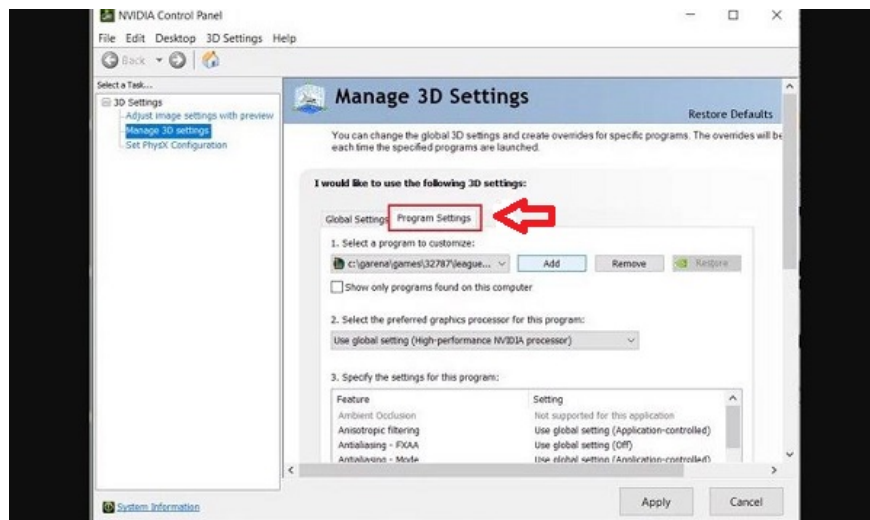 NVIDIA Control Panel
File Edit Desktop 3D Settings Help
Back
Select a Task...
3D Settings
Adjust image settings with preview
Manage 3D settings
Set PhysX Configuration
System Information
Manage 3D Settings
Restore Defaults
You can change the global 3D settings and create overrides for specific programs. The overrides will be
each time the specified programs are launched.
I would like to use the following 3D settings:
Global Settings Program Settings
1. Select a program to customize:
c:\garena\games\32787\league... Add Remove Restore
Show only programs found on this computer
2. Select the preferred graphics processor for this program:
Use global setting (High-performance NVIDIA processor)
3. Specify the settings for this program:
Feature Setting
Ambient Occlusion Not supported for this application
Anisotropic filtering Use global setting (Application-controlled)
Antialiasing - FXAA Use global setting (Off)
Antialiasing - Mode Use global setting (Application-controlled)
Apply Cancel